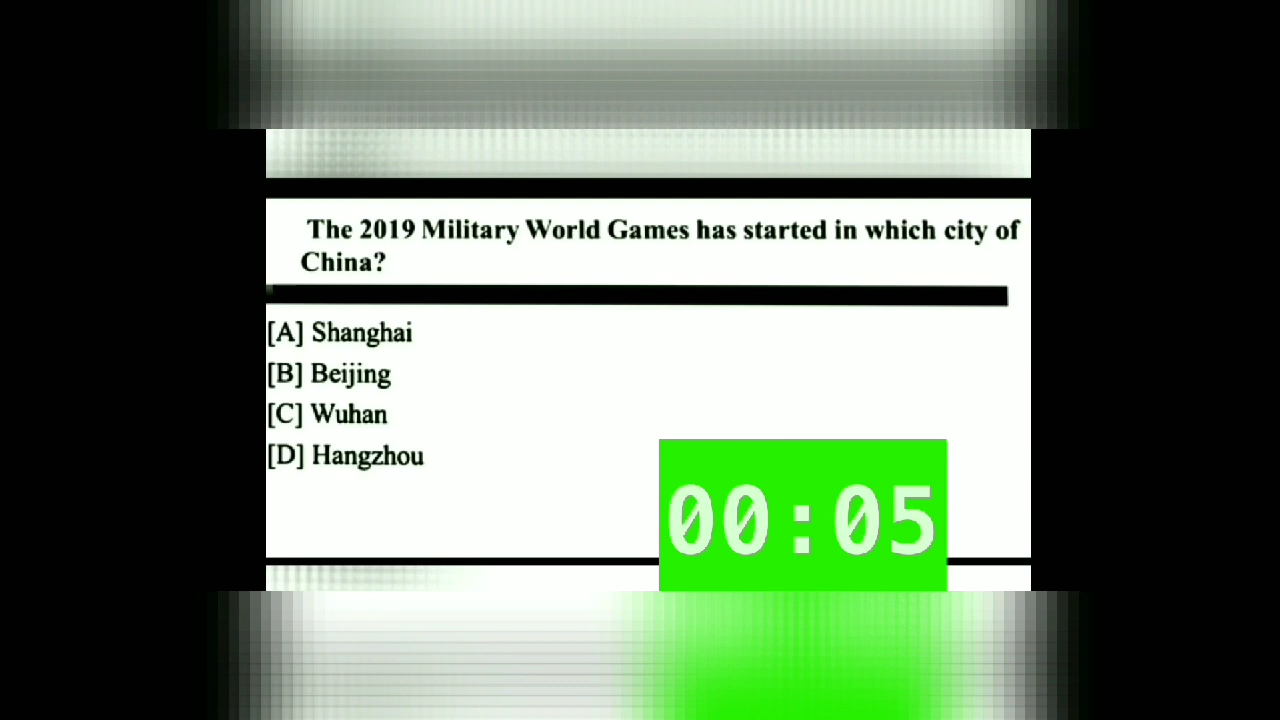 The 2019 Military World Games has started in which city of
China?
[A] Shanghai
[B] Beijing
[C] Wuhan
[D] Hangzhou
00:05